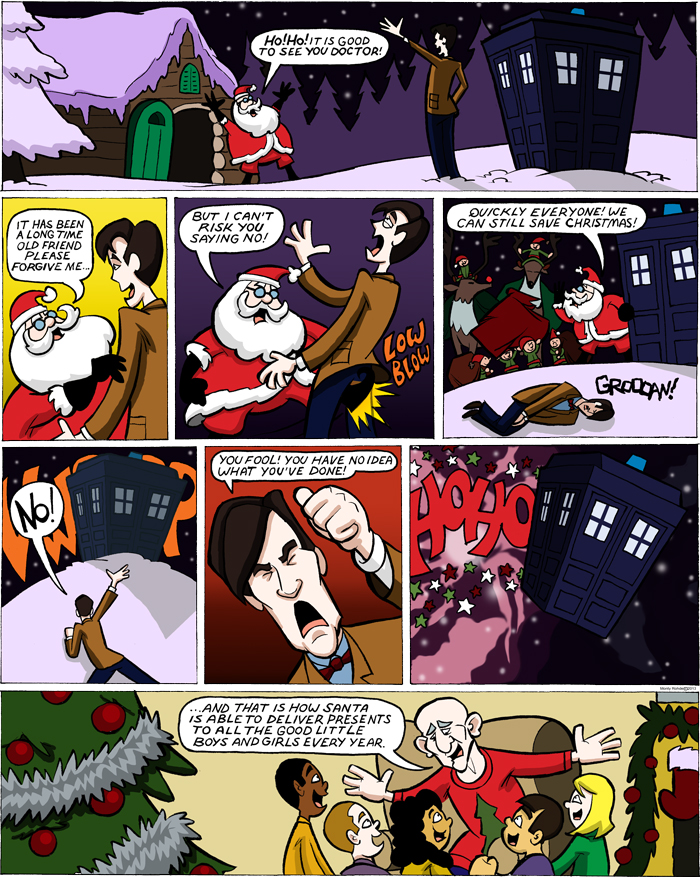 HO!HO! IT IS GOOD
TO SEE YOU DOCTOR!
IT HAS BEEN
A LONG TIME
OLD FRIEND
PLEASE
FORGIVE ME...
BUT I CAN'T
RISK YOU
SAYING NO!
LOW
BLOW
QUICKLY EVERYONE! WE
CAN STILL SAVE CHRISTMAS!
GROOOAN!
NO!
YOU FOOL! YOU HAVE NO IDEA
WHAT YOU'VE DONE!
HOHO
...AND THAT IS HOW SANTA
IS ABLE TO DELIVER PRESENTS
TO ALL THE GOOD LITTLE
BOYS AND GIRLS EVERY YEAR.